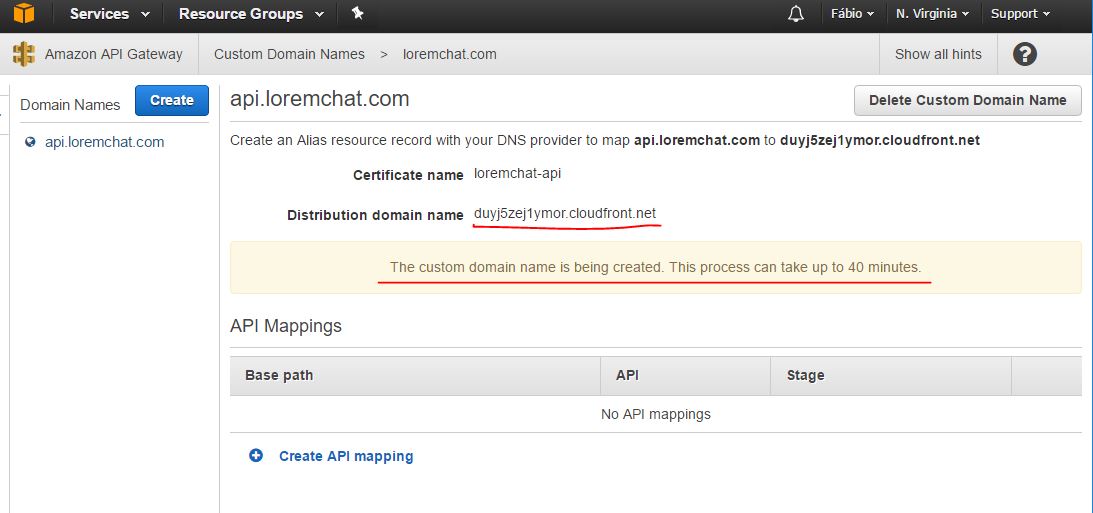 Services Resource Groups Fábio N. Virginia Support
Amazon API Gateway Custom Domain Names > loremchat.com Show all hints ?
Domain Names Create
api.loremchat.com
api.loremchat.com Delete Custom Domain Name
Create an Alias resource record with your DNS provider to map api.loremchat.com to duyj5zej1ymor.cloudfront.net
Certificate name loremchat-api
Distribution domain name duyj5zej1ymor.cloudfront.net
The custom domain name is being created. This process can take up to 40 minutes.
API Mappings
Base path API Stage
No API mappings
Create API mapping